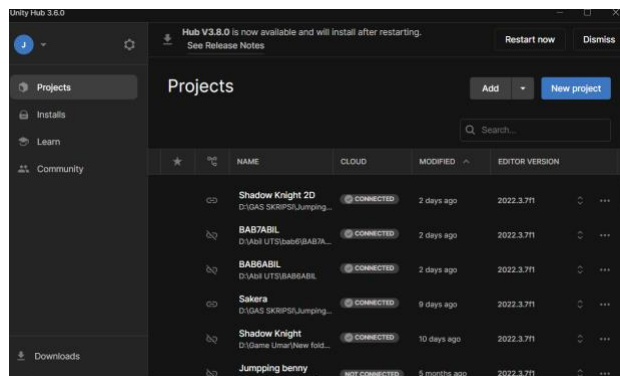 Unity Hub 3.6.0
J
Hub V3.8.0 is now available and will install after restarting.
See Release Notes
Restart now
Dismiss
Projects
Installs
Learn
Community
Downloads
Projects
Add
New project
Search...
NAME CLOUD MODIFIED EDITOR VERSION
Shadow Knight 2D CONNECTED 2 days ago 2022.3.7f1
D:\GAS SKRIPSI\Jumping...
BAB7ABIL CONNECTED 2 days ago 2022.3.7f1
D:\Abil UTS\bab6\BAB7A...
BAB6ABIL CONNECTED 2 days ago 2022.3.7f1
D:\Abil UTS\BAB6ABIL
Sakera CONNECTED 9 days ago 2022.3.7f1
D:\GAS SKRIPSI\Jumping...
Shadow Knight CONNECTED 10 days ago 2022.3.7f1
D:\Game Umar\New fold...
Jumpping benny NOT CONNECTED 5 months ago 2022.3.7f1